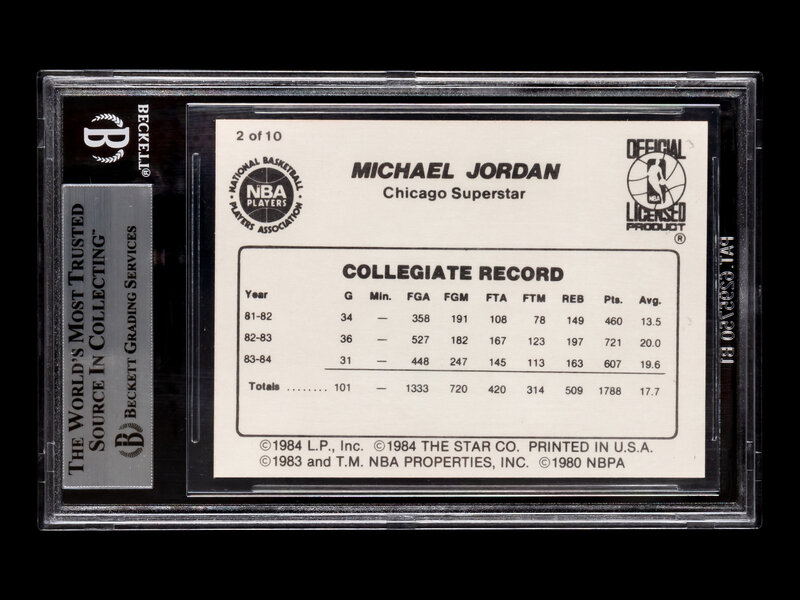 BECKETT®
B
THE WORLD'S MOST TRUSTED
SOURCE IN COLLECTING™
B BECKETT GRADING SERVICES
2 of 10
NATIONAL BASKETBALL
NBA
PLAYERS
PLAYERS ASSOCIATION
MICHAEL JORDAN
Chicago Superstar
OFFICIAL
NBA
LICENSED
PRODUCT
®
COLLEGIATE RECORD
Year G Min. FGA FGM FTA FTM REB Pts. Avg.
81-82 34 — 358 191 108 78 149 460 13.5
82-83 36 — 527 182 167 123 197 721 20.0
83-84 31 — 448 247 145 113 163 607 19.6
Totals ........ 101 — 1333 720 420 314 509 1788 17.7
©1984 L.P., Inc. ©1984 THE STAR CO. PRINTED IN U.S.A.
©1983 and T.M. NBA PROPERTIES, INC. ©1980 NBPA